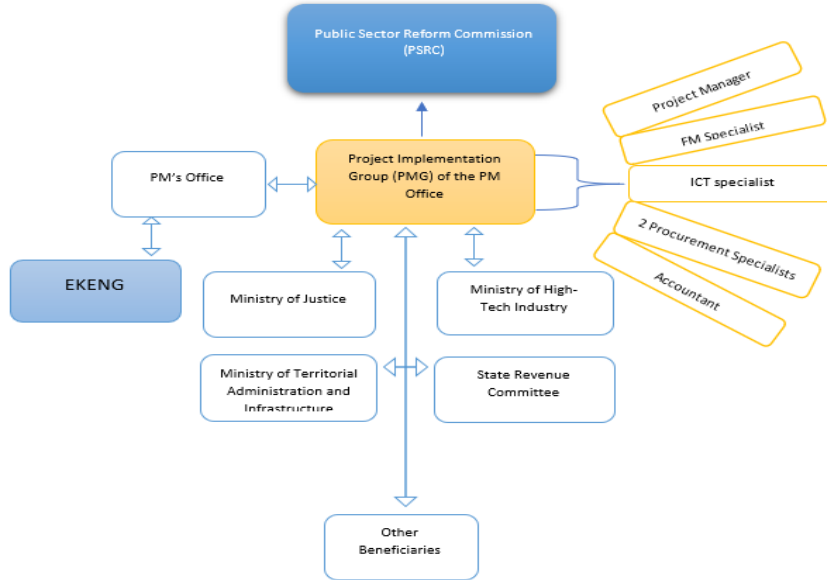 Public Sector Reform Commission
(PSRC)
Project Manager
FM Specialist
ICT specialist
2 Procurement Specialists
Accountant
Project Implementation
Group (PMG) of the PM
Office
PM's Office
EKENG
Ministry of Justice
Ministry of High-
Tech Industry
Ministry of Territorial
Administration and
Infrastructure
State Revenue
Committee
Other
Beneficiaries